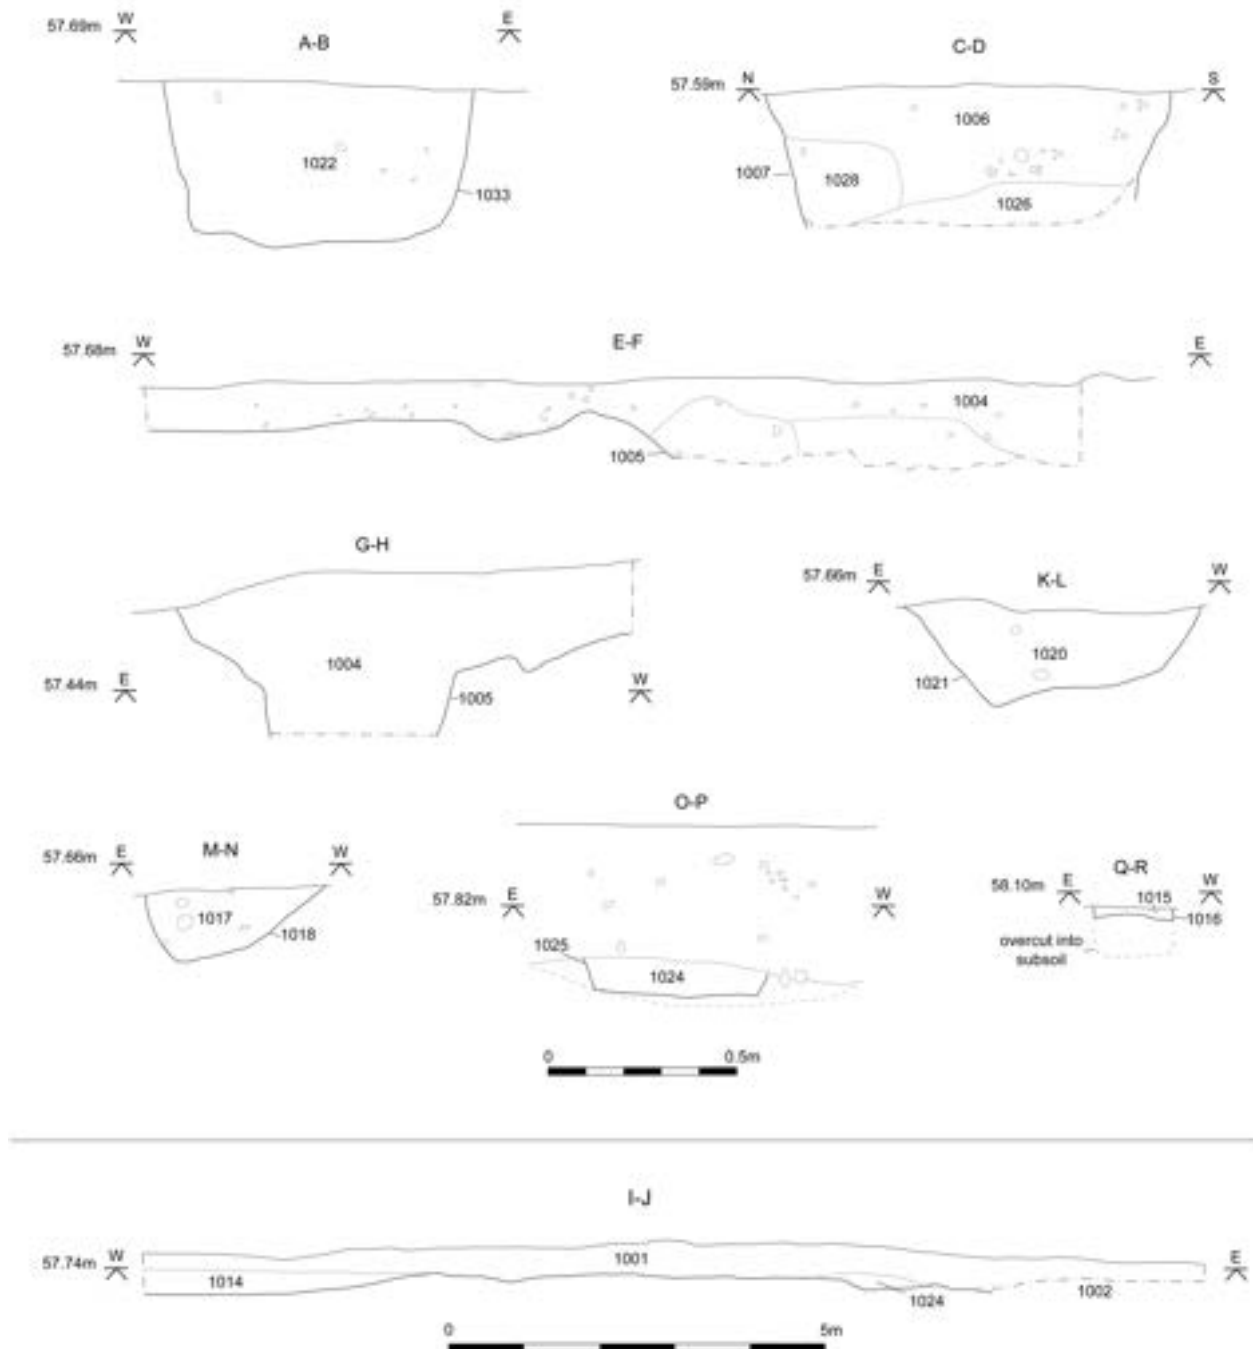 A-B
57.69m W E
1022
1033
C-D
57.59m N S
1006
1007
1028
1026
E-F
57.68m W E
1004
1005
G-H
1004
57.44m E W
1005
K-L
57.66m E W
1020
1021
M-N
57.66m E W
1017
1018
O-P
57.82m E W
1025
1024
Q-R
58.10m E W
1015
1016
overcut into
subsoil
0 0.5m
I-J
57.74m W E
1001
1014
1024
1002
0 5m